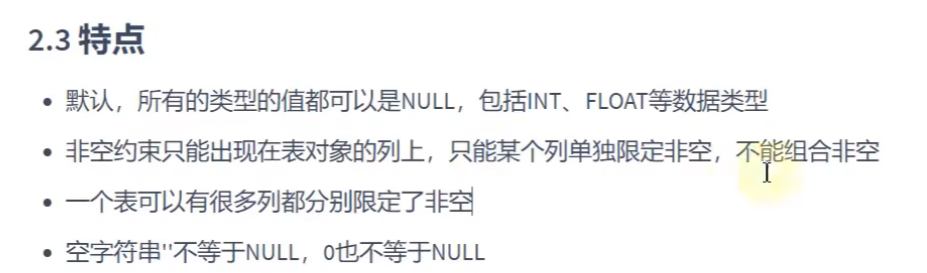 2.3 特点
• 默认，所有的类型的值都可以是NULL，包括INT、FLOAT等数据类型
• 非空约束只能出现在表对象的列上，只能某个列单独限定非空，不能组合非空
• 一个表可以有很多列都分别限定了非空
• 空字符串''不等于NULL，0也不等于NULL